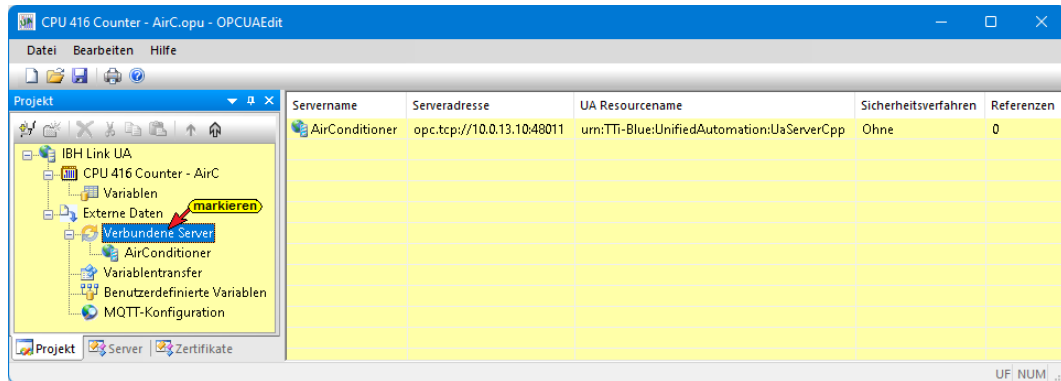 CPU 416 Counter - AirC.opu - OPCUAEdit
Datei Bearbeiten Hilfe
Projekt
Servername Serveradresse UA Resourcename Sicherheitsverfahren Referenzen
AirConditioner opc.tcp://10.0.13.10:48011 urn:TTi-Blue:UnifiedAutomation:UaServerCpp Ohne 0
IBH Link UA
CPU 416 Counter - AirC
Variablen
Externe Daten
markieren
Verbundene Server
AirConditioner
Variablentransfer
Benutzerdefinierte Variablen
MQTT-Konfiguration
Projekt Server Zertifikate
UF NUM